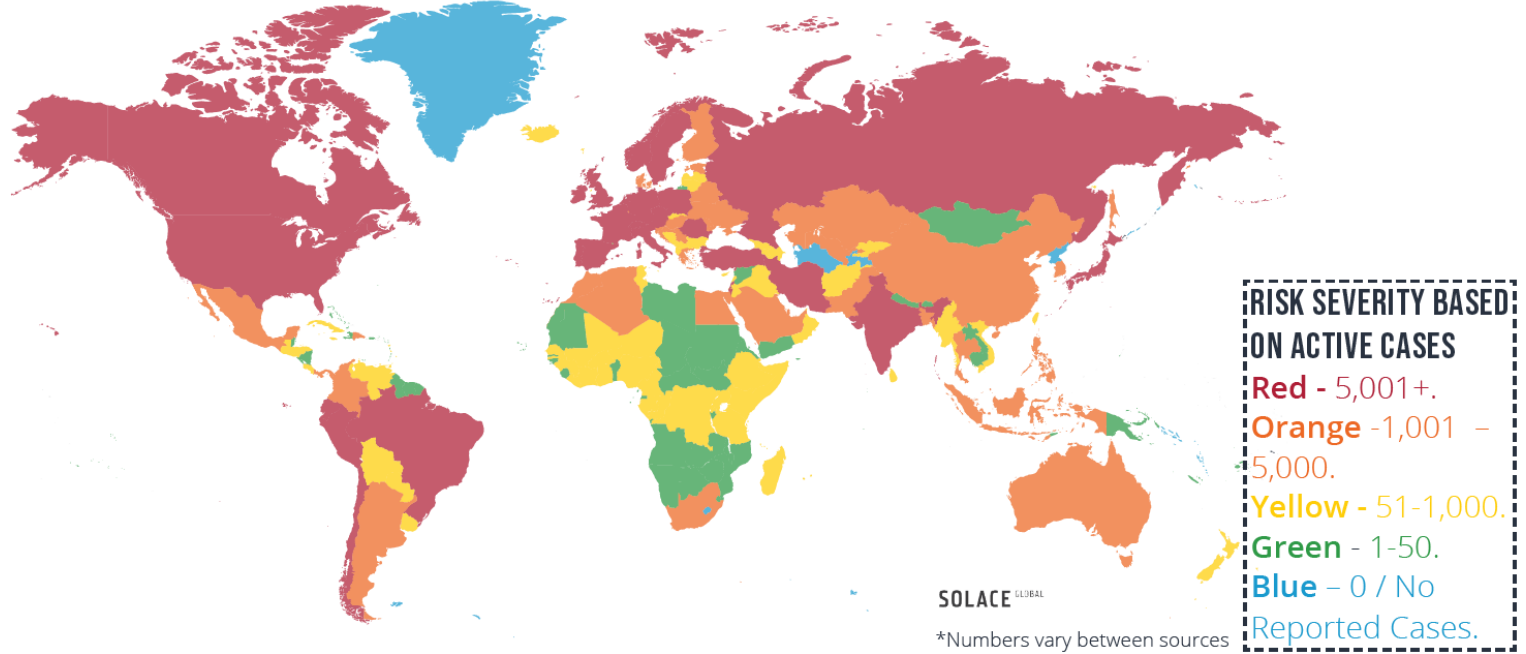 RISK SEVERITY BASED
ON ACTIVE CASES
Red - 5,001+.
Orange -1,001 –
5,000.
Yellow - 51-1,000.
Green - 1-50.
Blue – 0 / No
Reported Cases.
SOLACE GLOBAL
*Numbers vary between sources